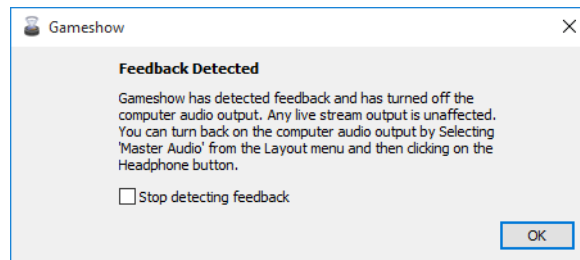 Gameshow
Feedback Detected
Gameshow has detected feedback and has turned off the
computer audio output. Any live stream output is unaffected.
You can turn back on the computer audio output by Selecting
'Master Audio' from the Layout menu and then clicking on the
Headphone button.
Stop detecting feedback
OK